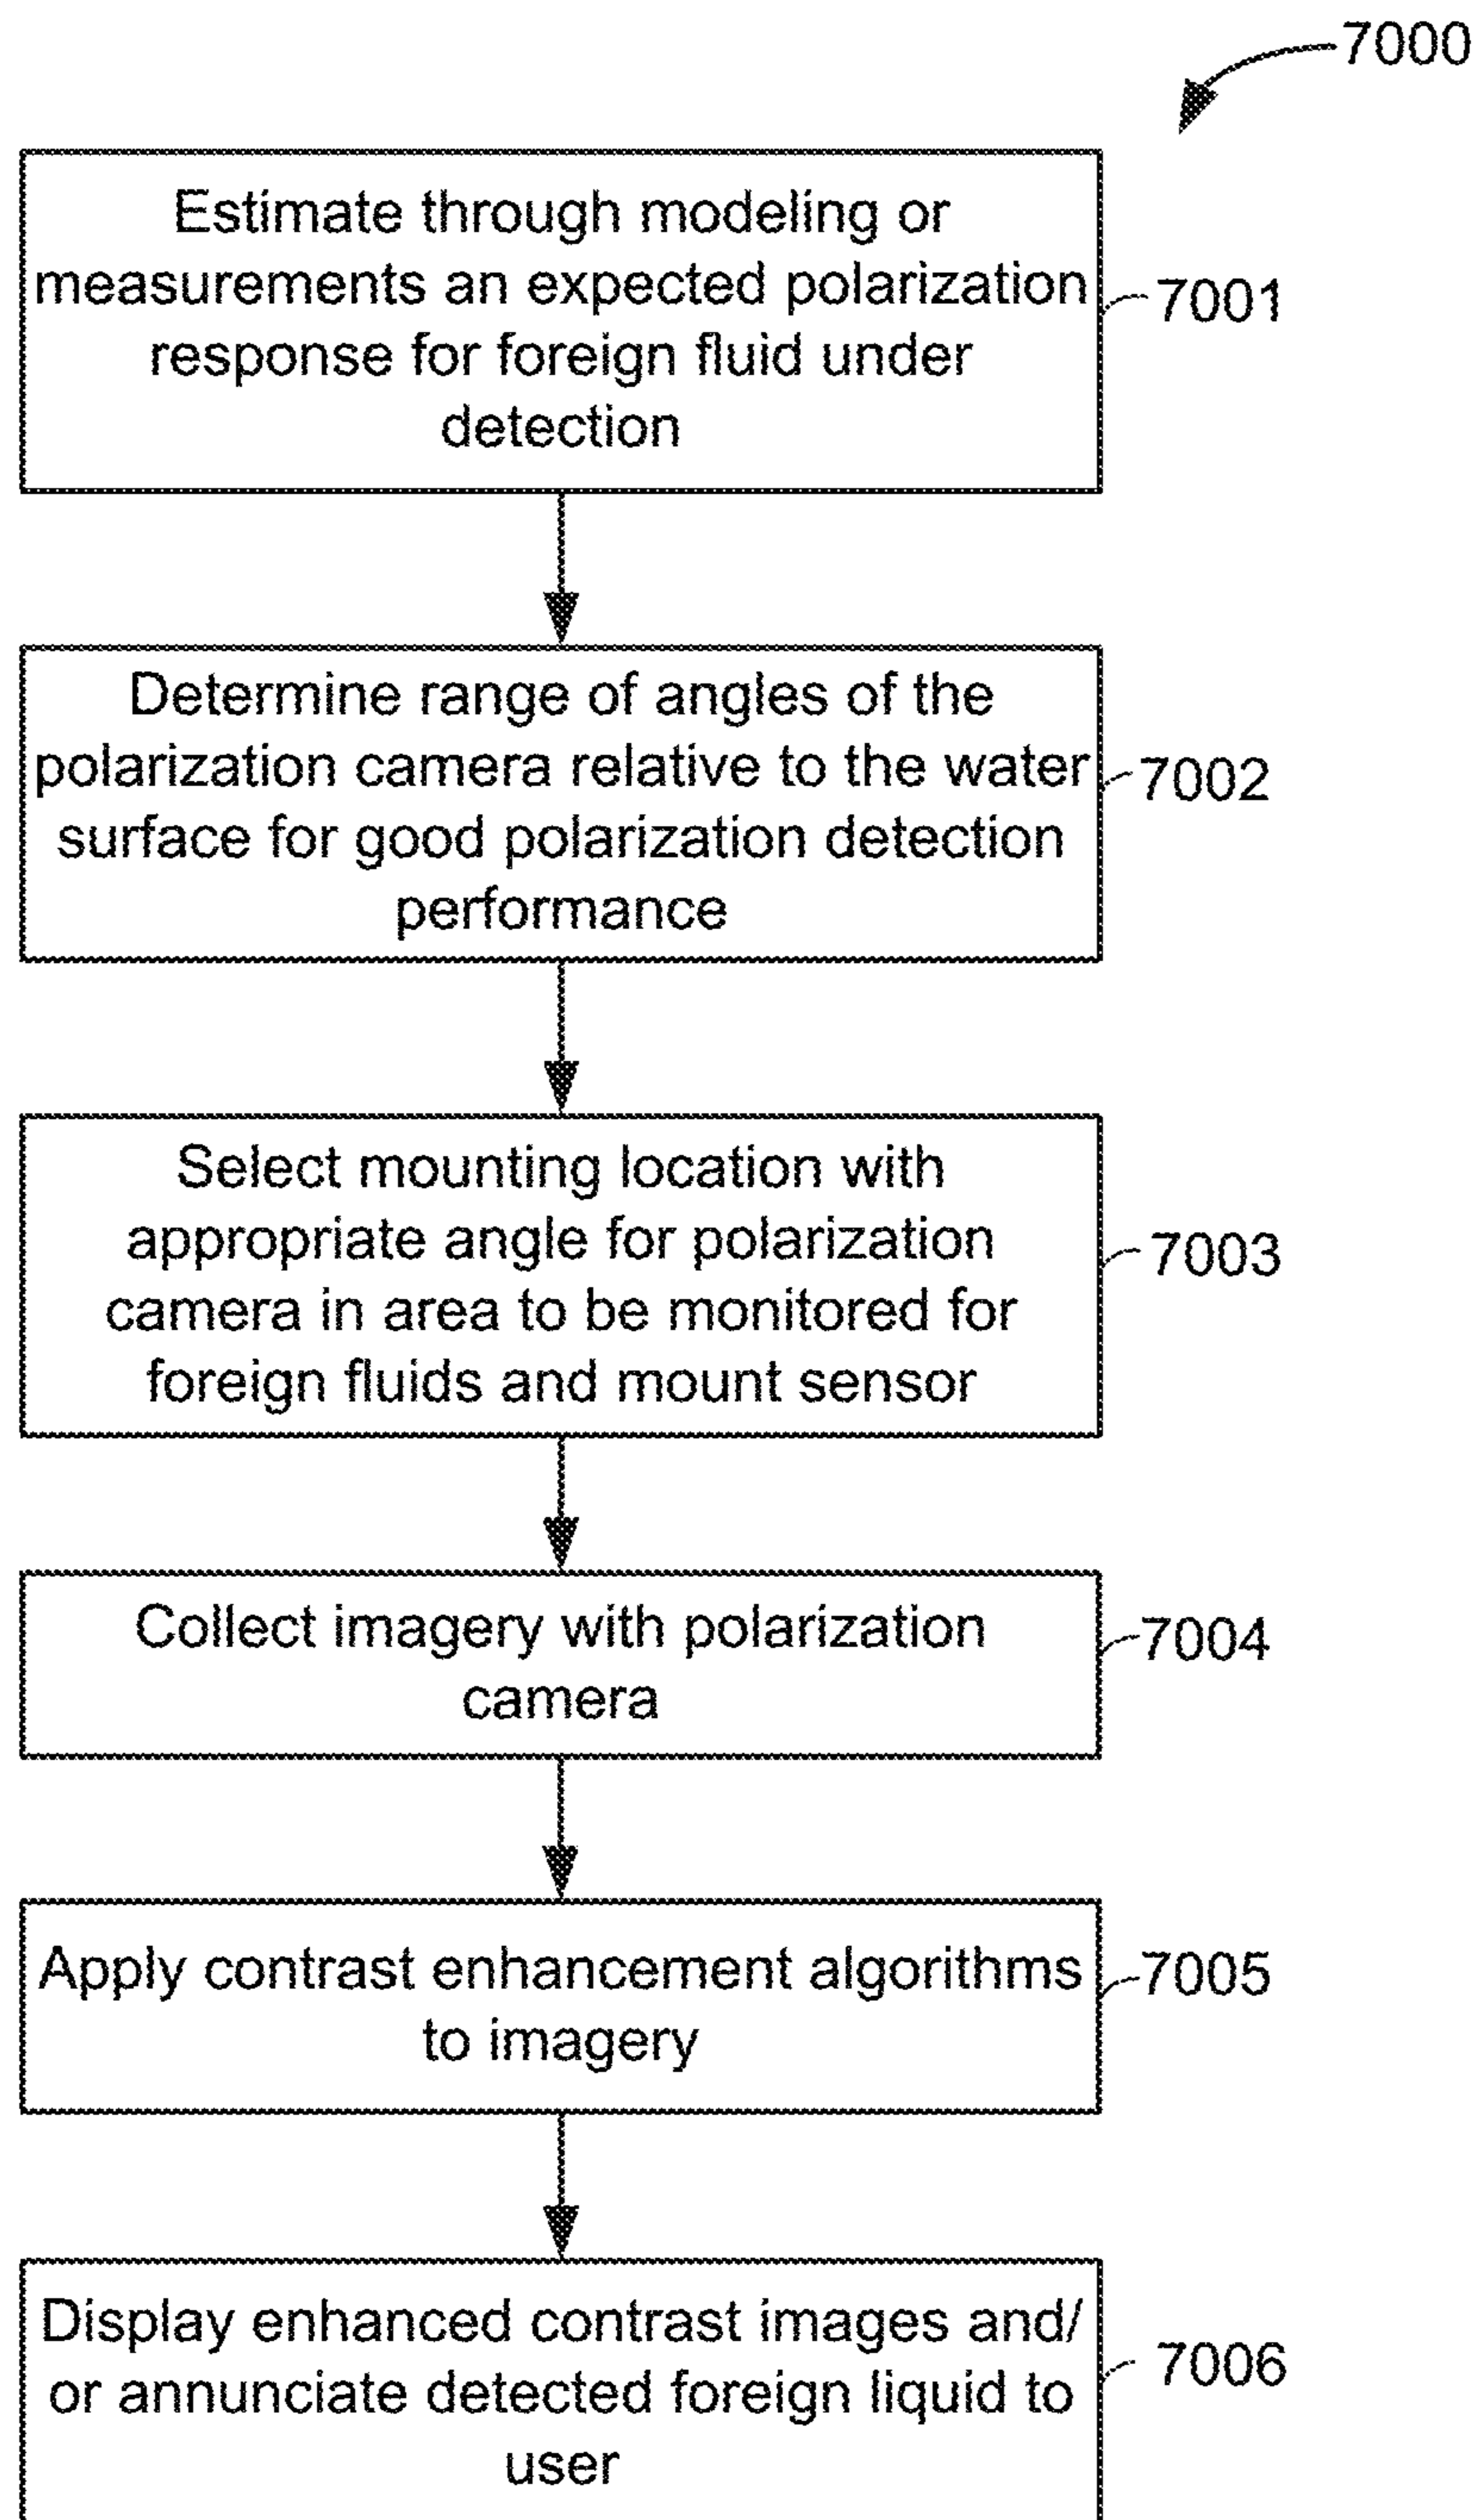 7000
Estimate through modeling or
measurements an expected polarization
response for foreign fluid under
detection
7001
Determine range of angles of the
polarization camera relative to the water
surface for good polarization detection
performance
7002
Select mounting location with
appropriate angle for polarization
camera in area to be monitored for
foreign fluids and mount sensor
7003
Collect imagery with polarization
camera
7004
Apply contrast enhancement algorithms
to imagery
7005
Display enhanced contrast images and/
or annunciate detected foreign liquid to
user
7006